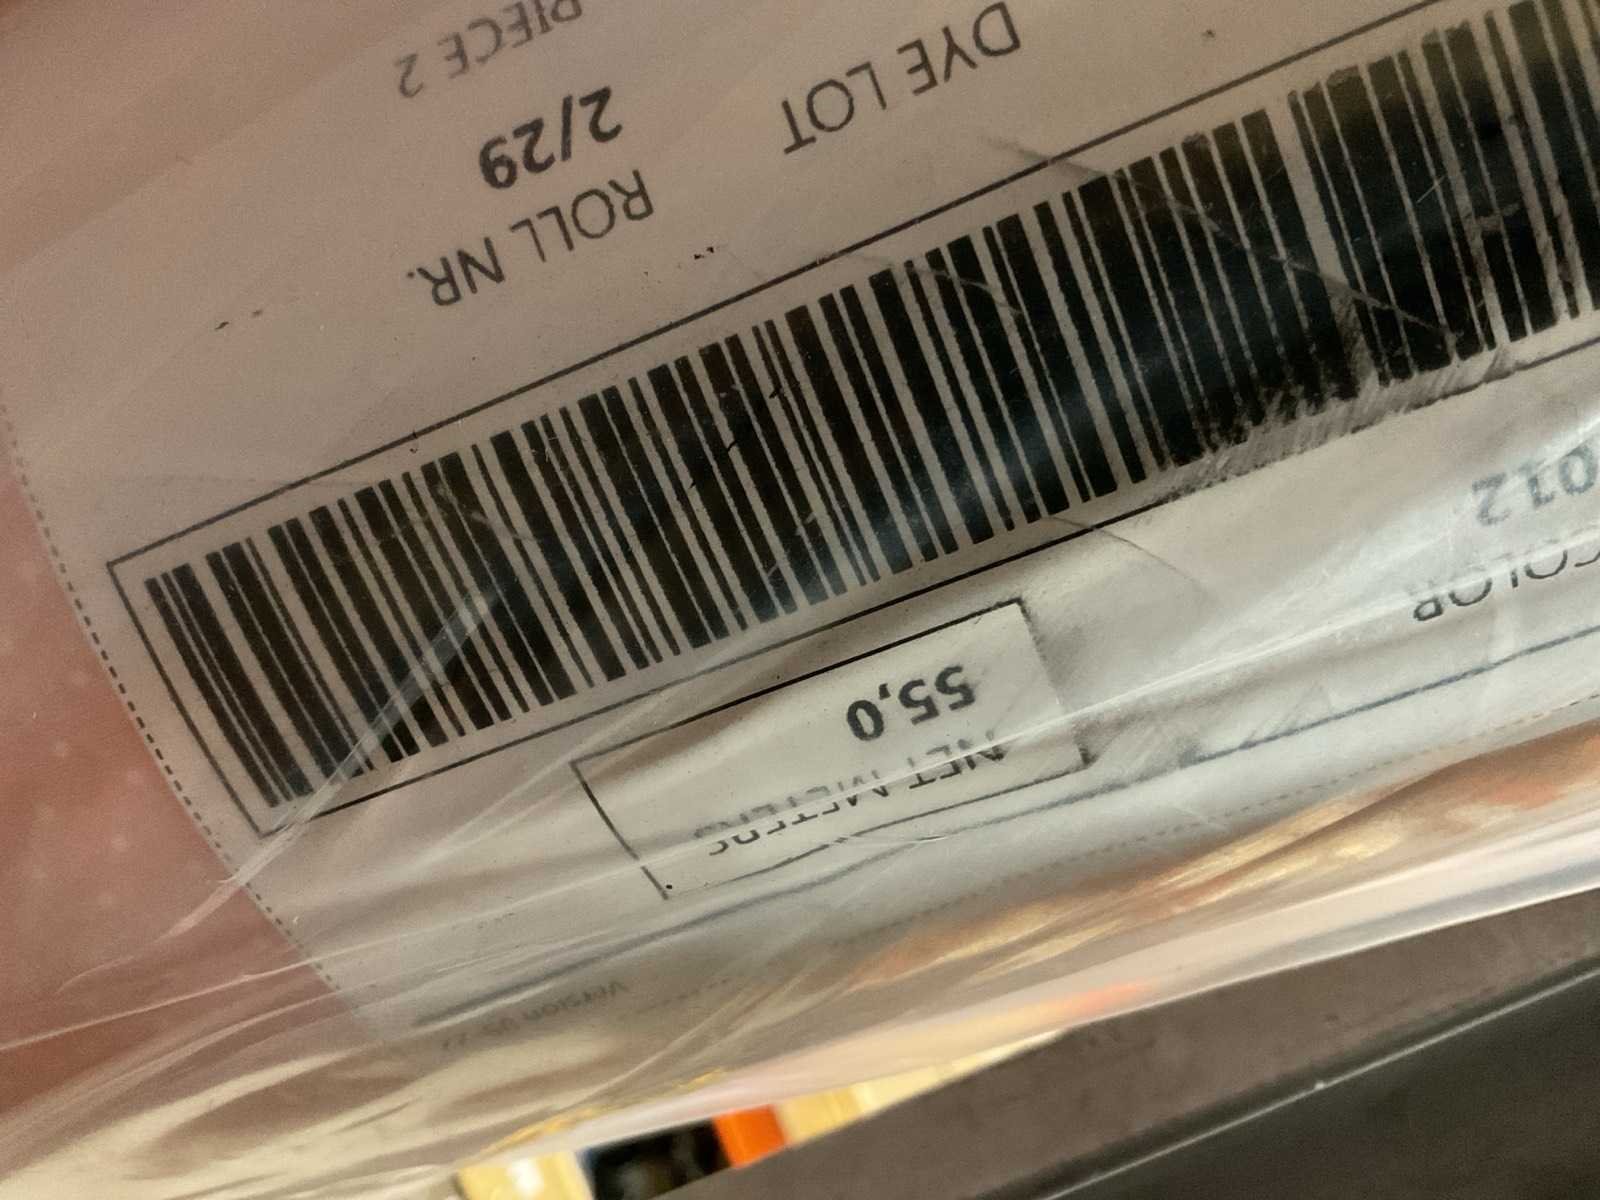 NET METERS
55,0
COLOR
012
ROLL NR.
2/29
DYE LOT
PIECE 2